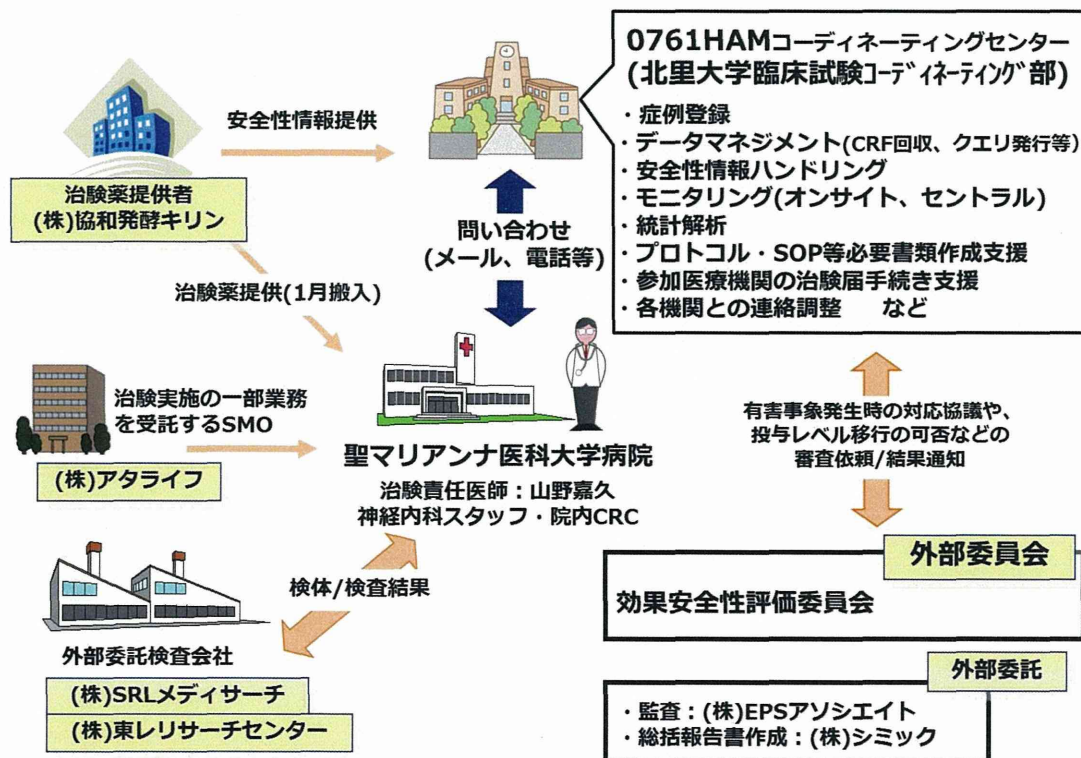 0761HAMコーディネーティングセンター
(北里大学臨床試験ｺｰﾃﾞｨﾈｰﾃｨﾝｸﾞ部)
・症例登録
・データマネジメント(CRF回収、クエリ発行等)
・安全性情報ハンドリング
・モニタリング(オンサイト、セントラル)
・統計解析
・プロトコル・SOP等必要書類作成支援
・参加医療機関の治験届手続き支援
・各機関との連絡調整　など
安全性情報提供
治験薬提供者
(株)協和発酵キリン
問い合わせ
(メール、電話等)
治験薬提供(1月搬入)
治験実施の一部業務
を受託するSMO
(株)アタライフ
聖マリアンナ医科大学病院
治験責任医師：山野嘉久
神経内科スタッフ・院内CRC
有害事象発生時の対応協議や、
投与レベル移行の可否などの
審査依頼/結果通知
検体/検査結果
外部委託検査会社
(株)SRLメディサーチ
(株)東レリサーチセンター
外部委員会
効果安全性評価委員会
外部委託
・監査：(株)EPSアソシエイト
・総括報告書作成：(株)シミック